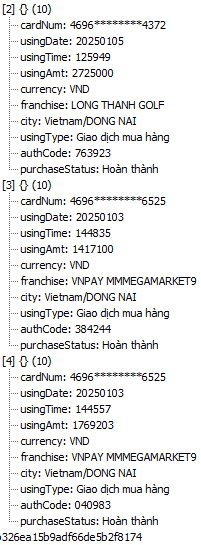 [2] {} (10)
cardNum: 4696********4372
usingDate: 20250105
usingTime: 125949
usingAmt: 2725000
currency: VND
franchise: LONG THANH GOLF
city: Vietnam/DONG NAI
usingType: Giao dịch mua hàng
authCode: 763923
purchaseStatus: Hoàn thành
[3] {} (10)
cardNum: 4696********6525
usingDate: 20250103
usingTime: 144835
usingAmt: 1417100
currency: VND
franchise: VNPAY MMMEGAMARKET9
city: Vietnam/DONG NAI
usingType: Giao dịch mua hàng
authCode: 384244
purchaseStatus: Hoàn thành
[4] {} (10)
cardNum: 4696********6525
usingDate: 20250103
usingTime: 144557
usingAmt: 1769203
currency: VND
franchise: VNPAY MMMEGAMARKET9
city: Vietnam/DONG NAI
usingType: Giao dịch mua hàng
authCode: 040983
purchaseStatus: Hoàn thành
326ea15b9adf66de5b2f8174